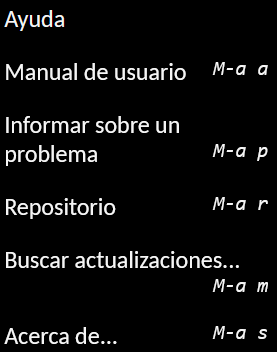 Ayuda
Manual de usuario M-a a
Informar sobre un
problema M-a p
Repositorio M-a r
Buscar actualizaciones...
M-a m
Acerca de... M-a s